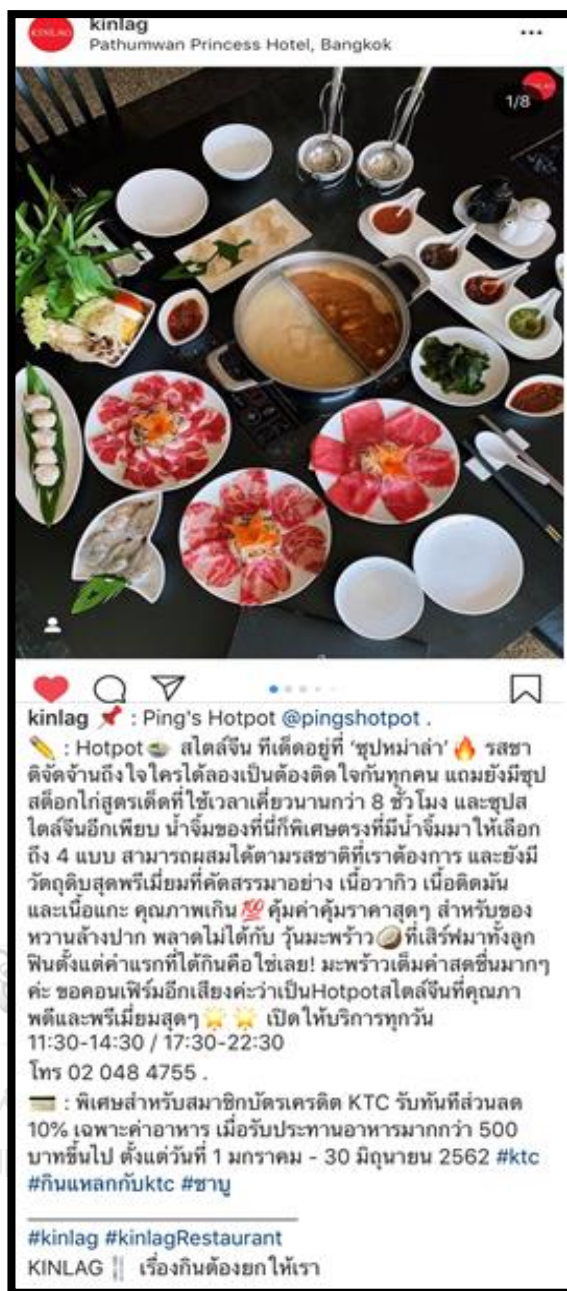 KINLAG
kinlag
Pathumwan Princess Hotel, Bangkok
KINLAG
1/8
kinlag 📌 : Ping's Hotpot @pingshotpot .
✏️ : Hotpot🍲 สไตล์จีน ทีเด็ดอยู่ที่ ‘ซุปหม่าล่า’ 🔥 รสชา
ติจัดจ้านถึงใจใครได้ลองเป็นต้องติดใจกันทุกคน แถมยังมีซุป
สต็อกไก่สูตรเด็ดที่ใช้เวลาเคี่ยวนานกว่า 8 ชั่วโมง และซุปส
ไตล์จีนอีกเพียบ น้ำจิ้มของที่นี่ก็พิเศษตรงที่มีน้ำจิ้มมาให้เลือก
ถึง 4 แบบ สามารถผสมได้ตามรสชาติที่เราต้องการ และยังมี
วัตถุดิบสุดพรีเมี่ยมที่คัดสรรมาอย่าง เนื้อวากิว เนื้อติดมัน
และเนื้อแกะ คุณภาพเกิน💯 คุ้มค่าคุ้มราคาสุดๆ สำหรับของ
หวานล้างปาก พลาดไม่ได้กับ วุ้นมะพร้าว🥥ที่เสิร์ฟมาทั้งลูก
ฟินตั้งแต่คำแรกที่ได้กินคือใช่เลย! มะพร้าวเต็มคำสดชื่นมากๆ
ค่ะ ขอคอนเฟิร์มอีกเสียงค่ะว่าเป็นHotpotสไตล์จีนที่คุณภา
พดีและพรีเมี่ยมสุดๆ🌟 🌟 เปิดให้บริการทุกวัน
11:30-14:30 / 17:30-22:30
โทร 02 048 4755 .
💳 : พิเศษสำหรับสมาชิกบัตรเครดิต KTC รับทันทีส่วนลด
10% เฉพาะค่าอาหาร เมื่อรับประทานอาหารมากกว่า 500
บาทขึ้นไป ตั้งแต่วันที่ 1 มกราคม - 30 มิถุนายน 2562 #ktc
#กินแหลกกับktc #ชาบู
#kinlag #kinlagRestaurant
KINLAG 🍴 เรื่องกินต้องยกให้เรา